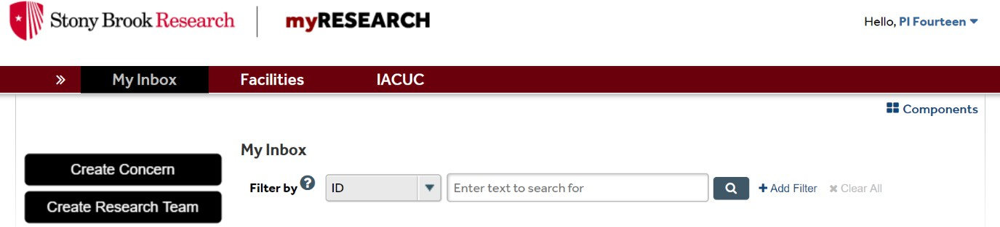 Stony Brook Research myRESEARCH Hello, PI Fourteen
» My Inbox Facilities IACUC
Components
My Inbox
Create Concern
Filter by ? ID Enter text to search for + Add Filter × Clear All
Create Research Team